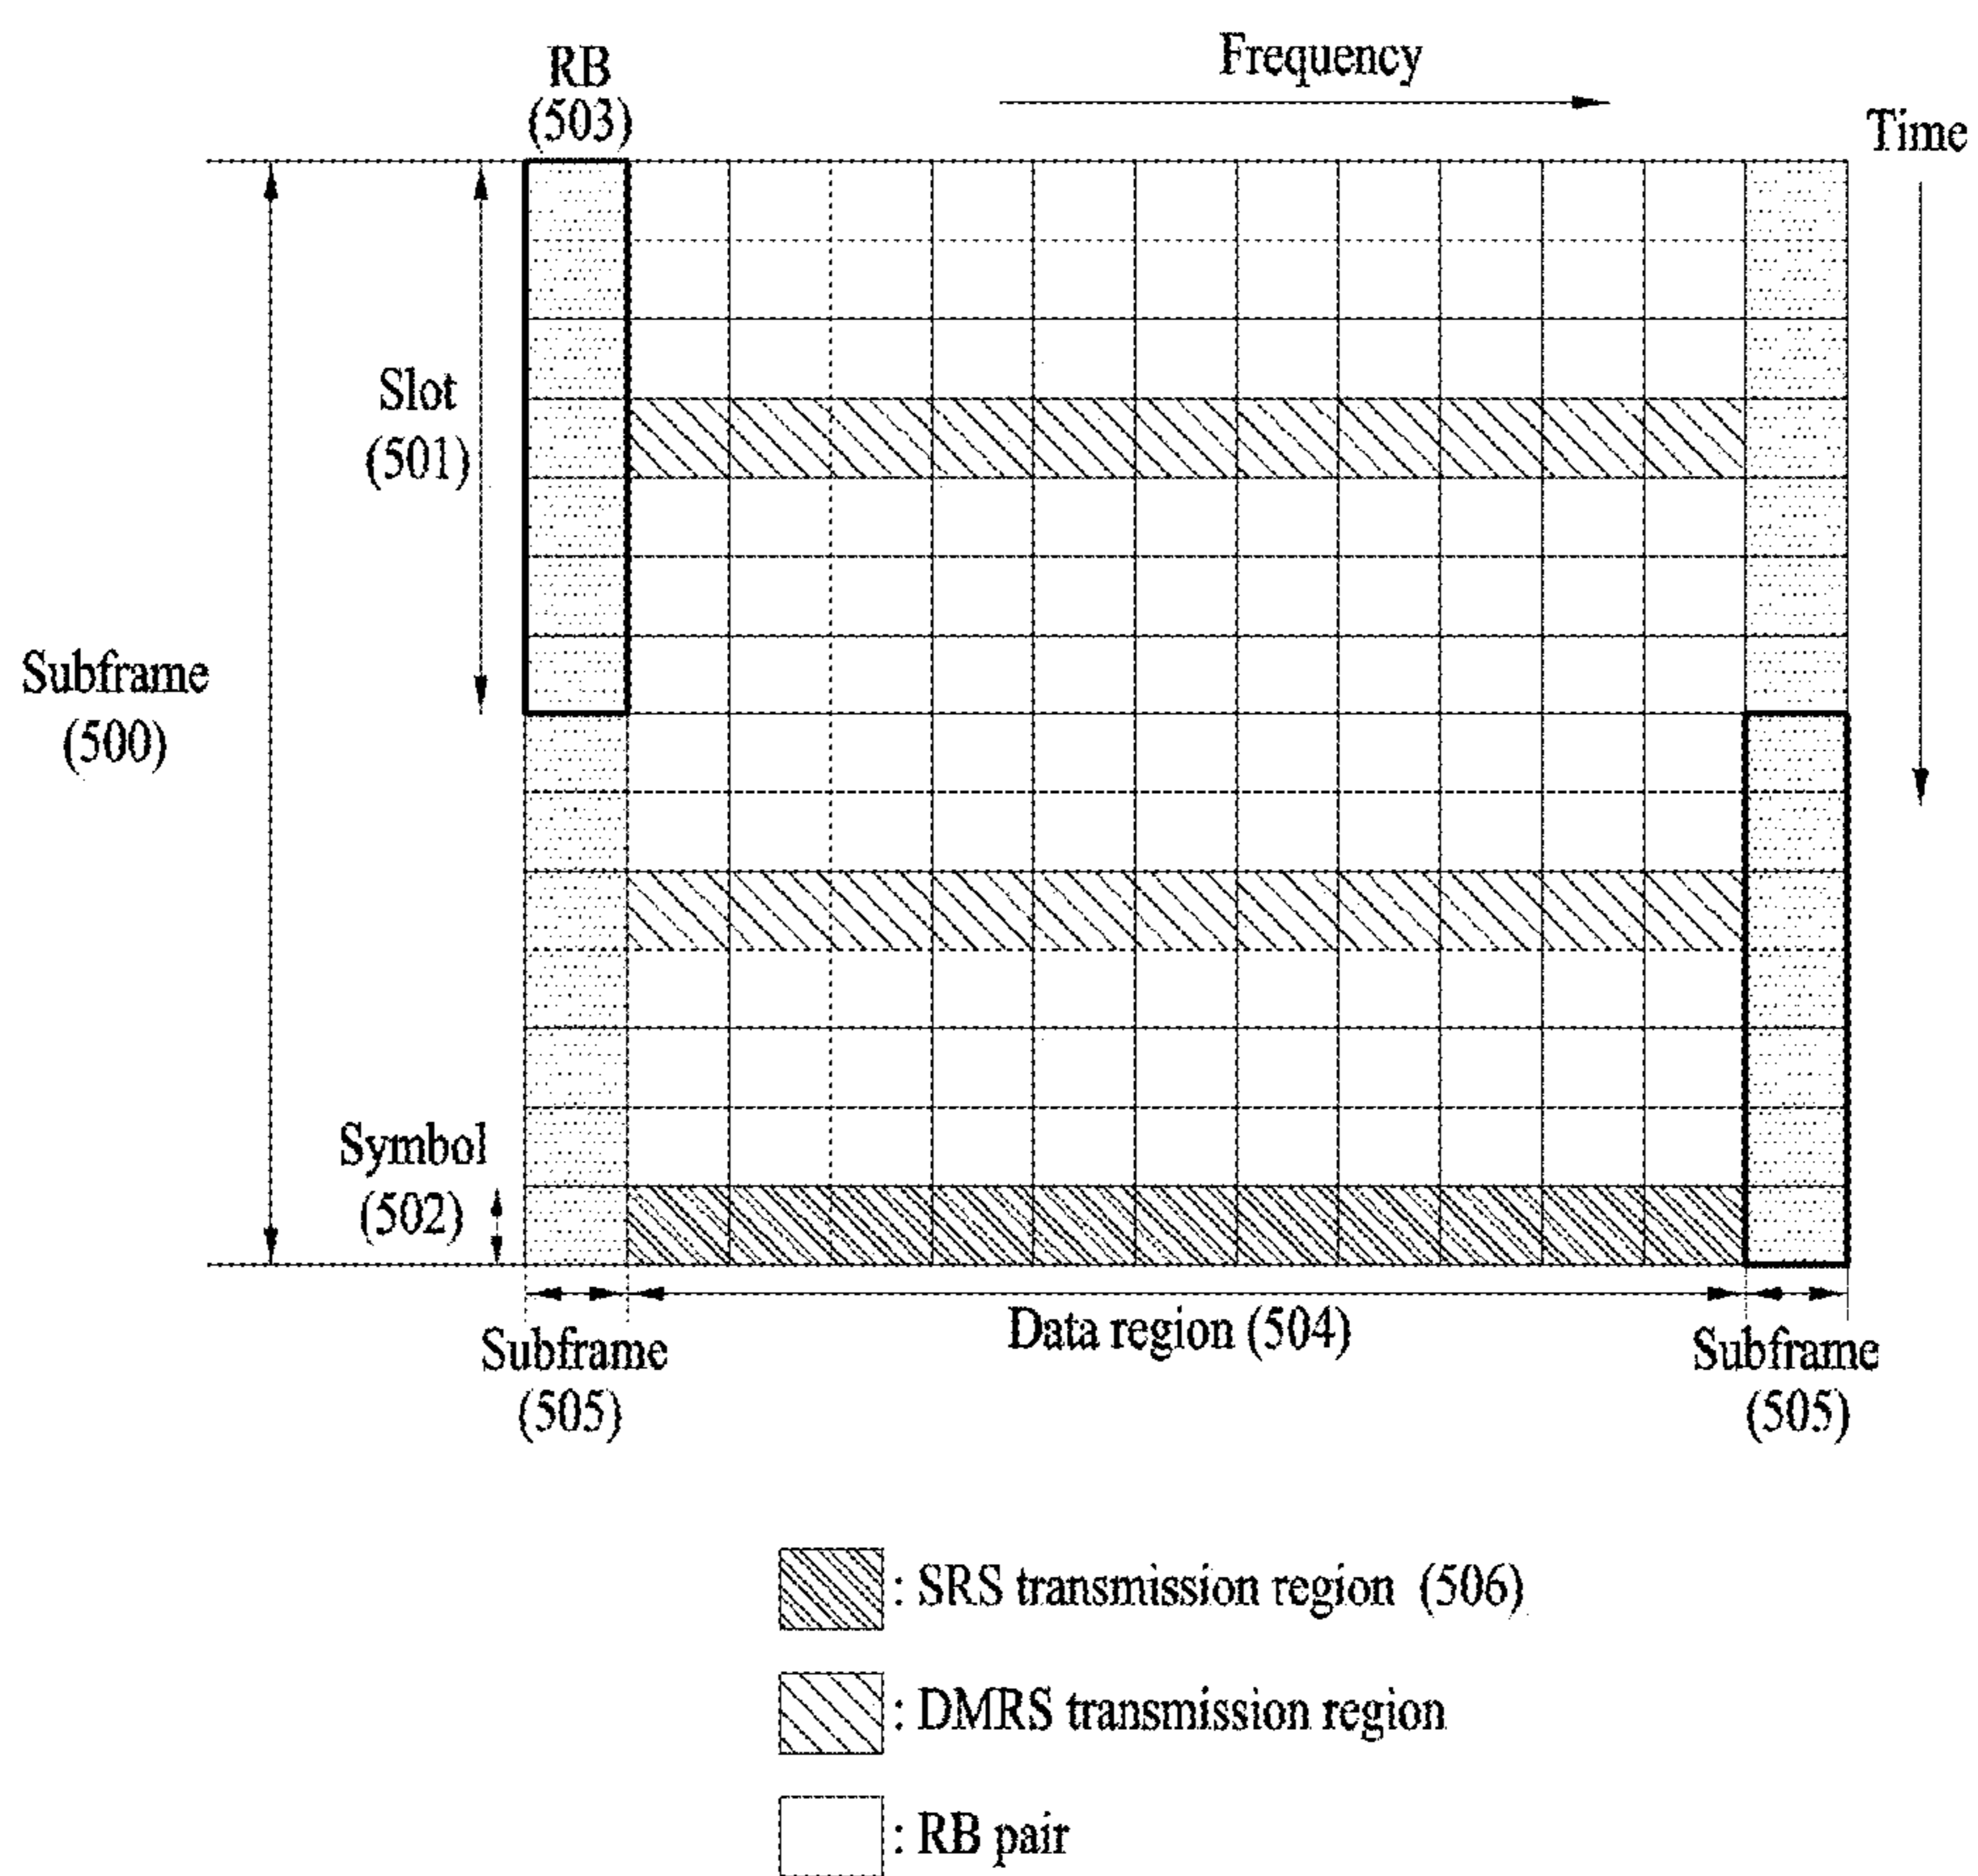 RB
(503)
Frequency
Time
Slot
(501)
Subframe
(500)
Symbol
(502)
Data region (504)
Subframe
(505)
Subframe
(505)
: SRS transmission region (506)
: DMRS transmission region
: RB pair